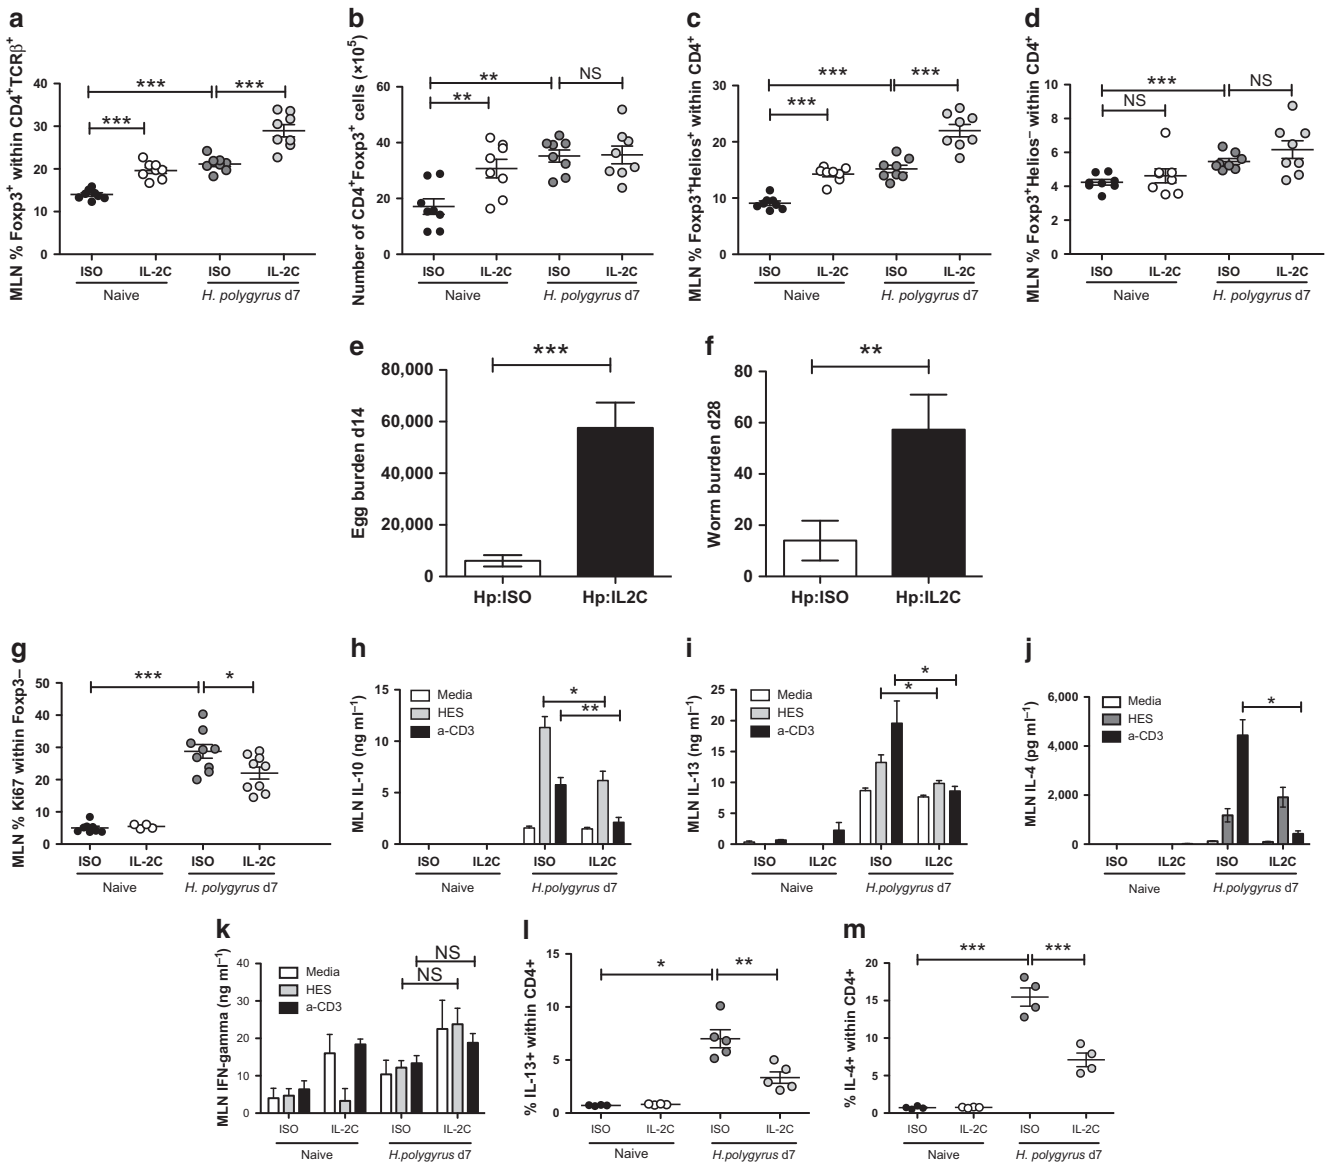 a
MLN % Foxp3⁺ within CD4⁺TCRβ⁺
40
30
20
10
0
***
***
***
ISO IL-2C ISO IL-2C
Naive H. polygyrus d7
b
Number of CD4⁺Foxp3⁺ cells (×10⁵)
60
40
20
0
**
NS
**
ISO IL-2C ISO IL-2C
Naive H. polygyrus d7
c
MLN % Foxp3⁺Helios⁺ within CD4⁺
30
20
10
0
***
***
***
ISO IL-2C ISO IL-2C
Naive H. polygyrus d7
d
MLN % Foxp3⁺Helios⁻ within CD4⁺
10
8
6
4
2
0
***
NS
NS
ISO IL-2C ISO IL-2C
Naive H. polygyrus d7
e
Egg burden d14
80,000
60,000
40,000
20,000
0
***
Hp:ISO Hp:IL2C
f
Worm burden d28
80
60
40
20
0
**
Hp:ISO Hp:IL2C
g
MLN % Ki67 within Foxp3–
50
40
30
20
10
0
***
*
ISO IL-2C ISO IL-2C
Naive H. polygyrus d7
h
MLN IL-10 (ng ml⁻¹)
15
10
5
0
Media
HES
a-CD3
*
**
ISO IL2C ISO IL2C
Naive H.polygyrus d7
i
MLN IL-13 (ng ml⁻¹)
25
20
15
10
5
0
Media
HES
a-CD3
*
*
ISO IL2C ISO IL2C
Naive H.polygyrus d7
j
MLN IL-4 (pg ml⁻¹)
6,000
4,000
2,000
0
Media
HES
a-CD3
*
ISO IL2C ISO IL2C
Naive H.polygyrus d7
k
MLN IFN-gamma (ng ml⁻¹)
40
30
20
10
0
Media
HES
a-CD3
NS
NS
ISO IL-2C ISO IL-2C
Naive H.polygyrus d7
l
% IL-13+ within CD4+
15
10
5
0
*
**
ISO IL-2C ISO IL-2C
Naive H.polygyrus d7
m
% IL-4+ within CD4+
20
15
10
5
0
***
***
ISO IL-2C ISO IL-2C
Naive H. polygyrus d7